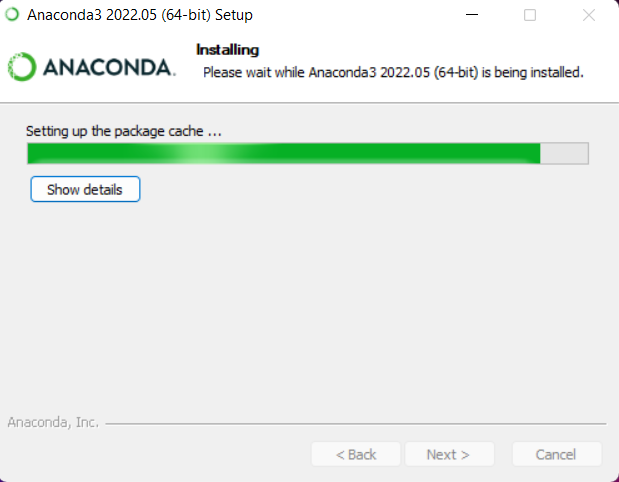 Anaconda3 2022.05 (64-bit) Setup
ANACONDA.
Installing
Please wait while Anaconda3 2022.05 (64-bit) is being installed.
Setting up the package cache ...
Show details
Anaconda, Inc.
< Back
Next >
Cancel